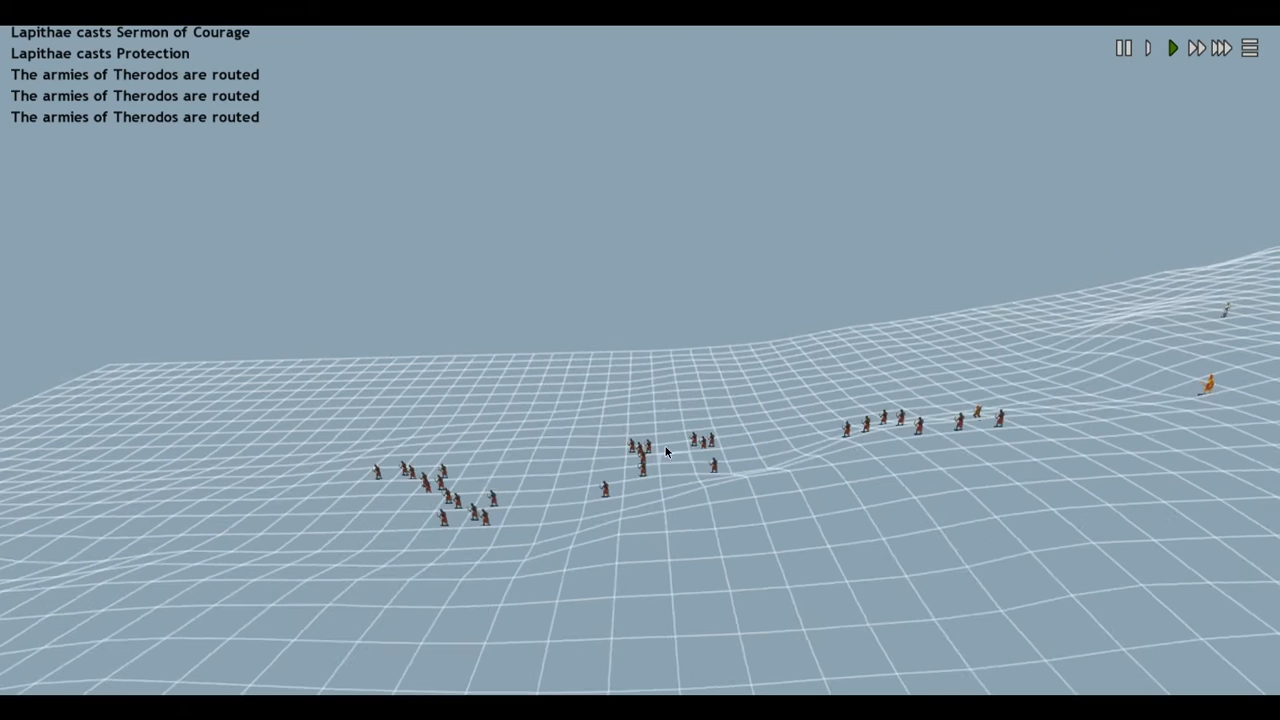 Lapithae casts Sermon of Courage
Lapithae casts Protection
The armies of Therodos are routed
The armies of Therodos are routed
The armies of Therodos are routed